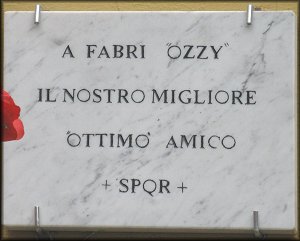 A FABRI "OZZY"
IL NOSTRO MIGLIORE
"OTTIMO" AMICO
+ SPQR +